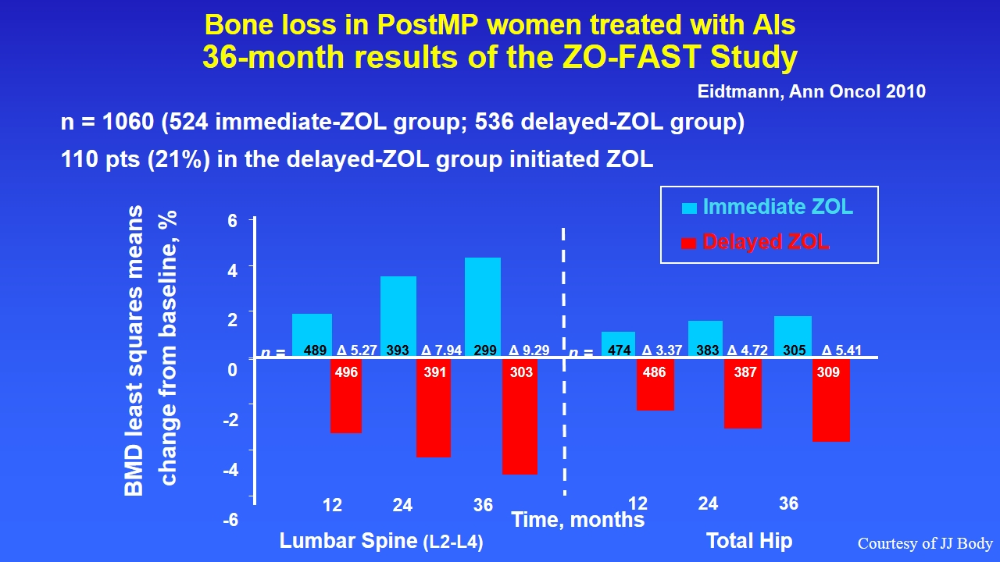 Bone loss in PostMP women treated with AIs
36-month results of the ZO-FAST Study
Eidtmann, Ann Oncol 2010
n = 1060 (524 immediate-ZOL group; 536 delayed-ZOL group)
110 pts (21%) in the delayed-ZOL group initiated ZOL
Immediate ZOL
Delayed ZOL
BMD least squares means
change from baseline, %
6
4
2
0
-2
-4
-6
n = 489 Δ 5.27 393 Δ 7.94 299 Δ 9.29 n = 474 Δ 3.37 383 Δ 4.72 305 Δ 5.41
496 391 303 486 387 309
12 24 36 12 24 36
Time, months
Lumbar Spine (L2-L4) Total Hip
Courtesy of JJ Body